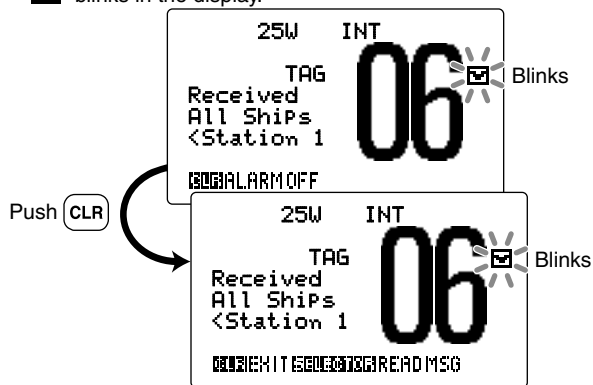 blinks in the display.
25W INT
TAG
06
Blinks
Received
All Ships
<Station 1
ALARM OFF
Push CLR
25W INT
TAG
06
Blinks
Received
All Ships
<Station 1
EXIT
READ MSG